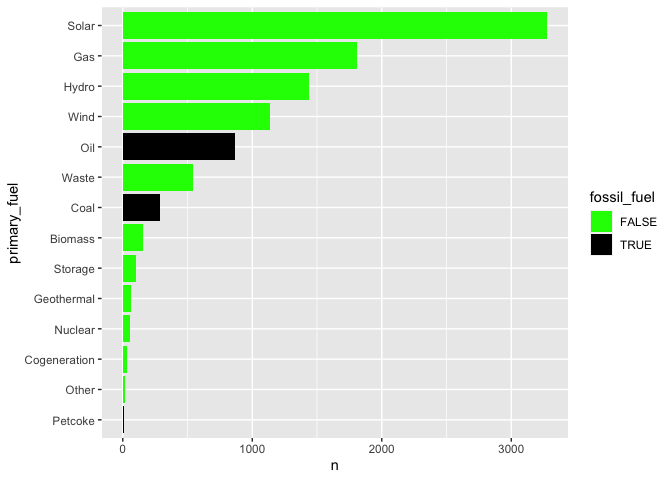 Solar
Gas
Hydro
Wind
Oil
Waste
Coal
Biomass
Storage
Geothermal
Nuclear
Cogeneration
Other
Petcoke
primary_fuel
0 1000 2000 3000
n
fossil_fuel
FALSE
TRUE